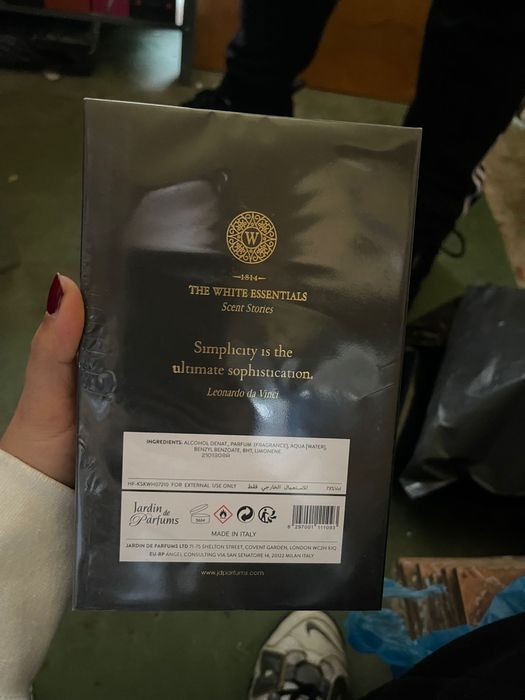 W
1814
THE WHITE ESSENTIALS
Scent Stories
Simplicity is the
ultimate sophistication.
Leonardo da Vinci
INGREDIENTS: ALCOHOL DENAT., PARFUM [FRAGRANCE], AQUA [WATER],
BENZYL BENZOATE, BHT, LIMONENE.
HF-KSKWH07210 FOR EXTERNAL USE ONLY للاستعمال الخارجي فقط
Jardin de
Parfums
36M
MADE IN ITALY
JARDIN DE PARFUMS LTD 71-75 SHELTON STREET, COVENT GARDEN, LONDON WC2H 9JQ
EU-RP ANGEL CONSULTING VIA SAN SENATORE 14, 20122 MILAN ITALY
www.jdparfums.com